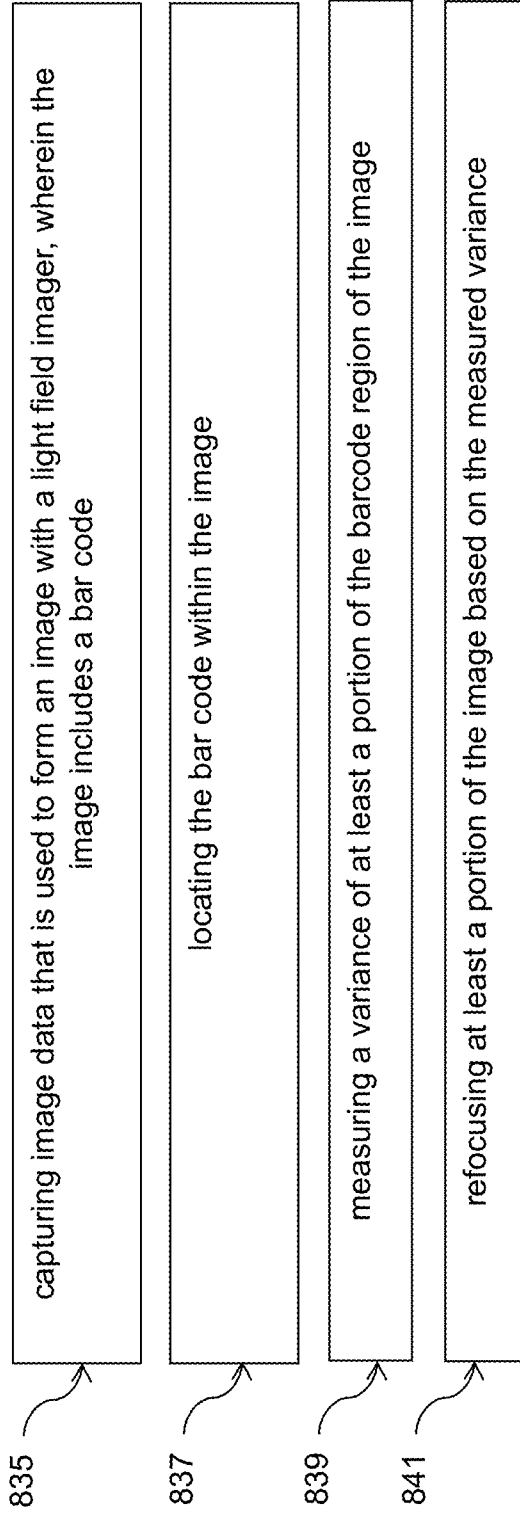 835
capturing image data that is used to form an image with a light field imager, wherein the
image includes a bar code
837
locating the bar code within the image
839
measuring a variance of at least a portion of the barcode region of the image
841
refocusing at least a portion of the image based on the measured variance